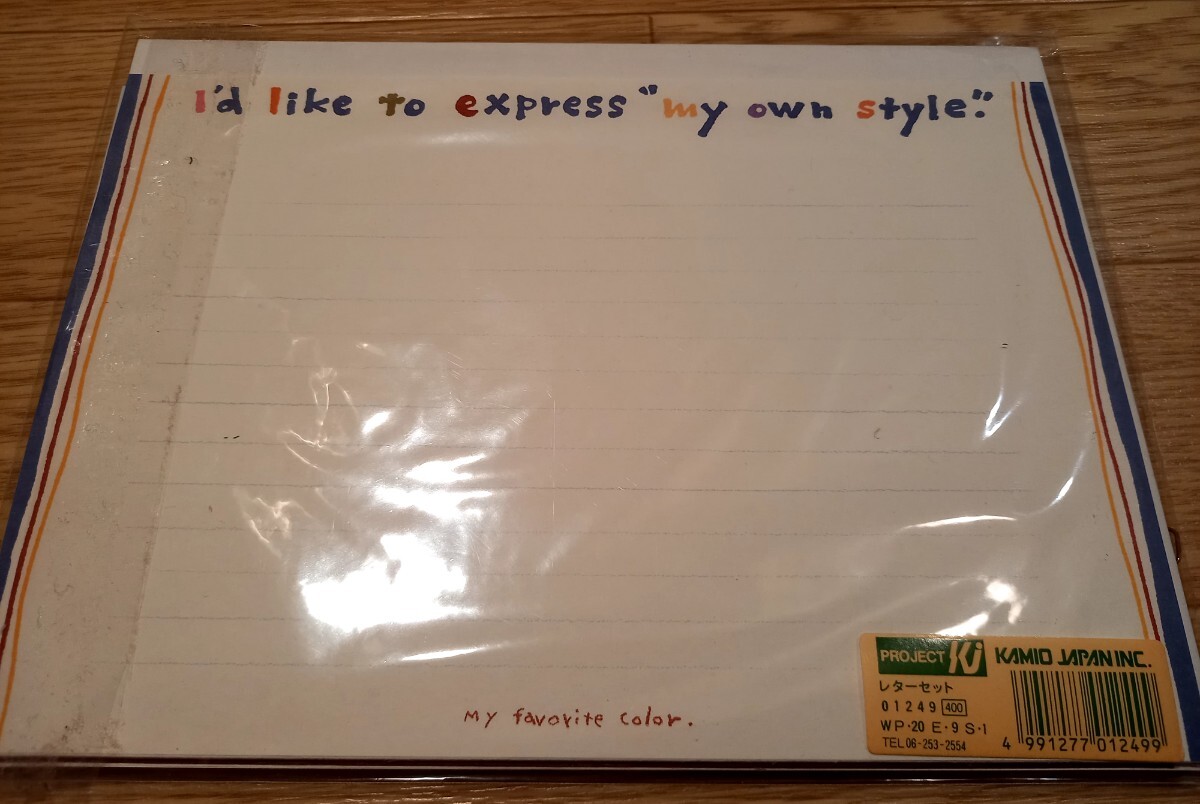 I'd like to express "my own style."
My favorite color.
PROJECT Ki KAMIO JAPAN INC.
レターセット
01249 400
WP・20 E・9 S・1
TEL 06-253-2554
4 991277 012499